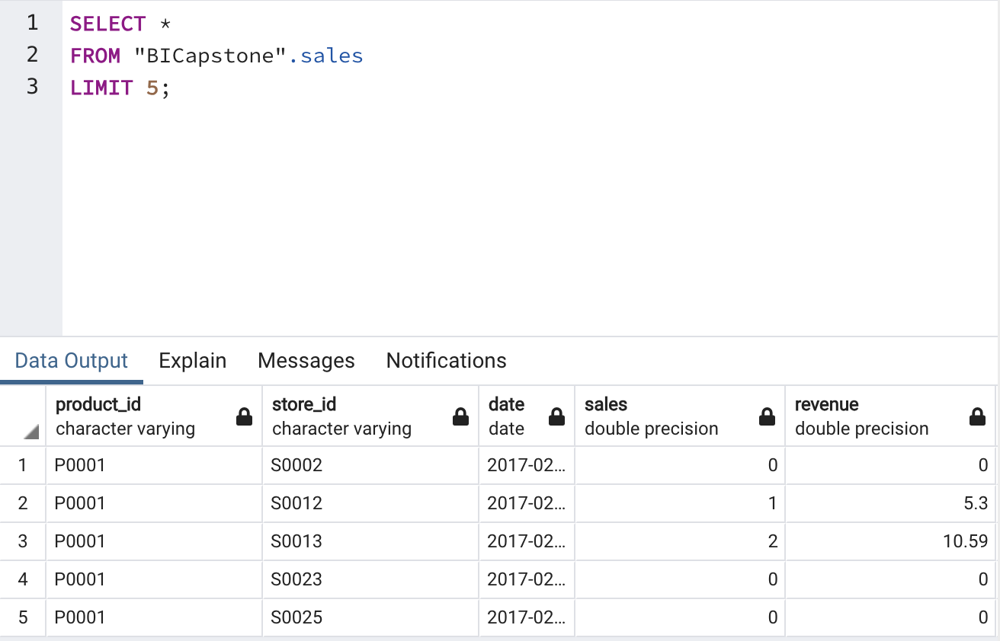 1 SELECT *
2 FROM "BICapstone".sales
3 LIMIT 5;
Data Output Explain Messages Notifications
product_id store_id date sales revenue
character varying character varying date double precision double precision
1 P0001 S0002 2017-02... 0 0
2 P0001 S0012 2017-02... 1 5.3
3 P0001 S0013 2017-02... 2 10.59
4 P0001 S0023 2017-02... 0 0
5 P0001 S0025 2017-02... 0 0